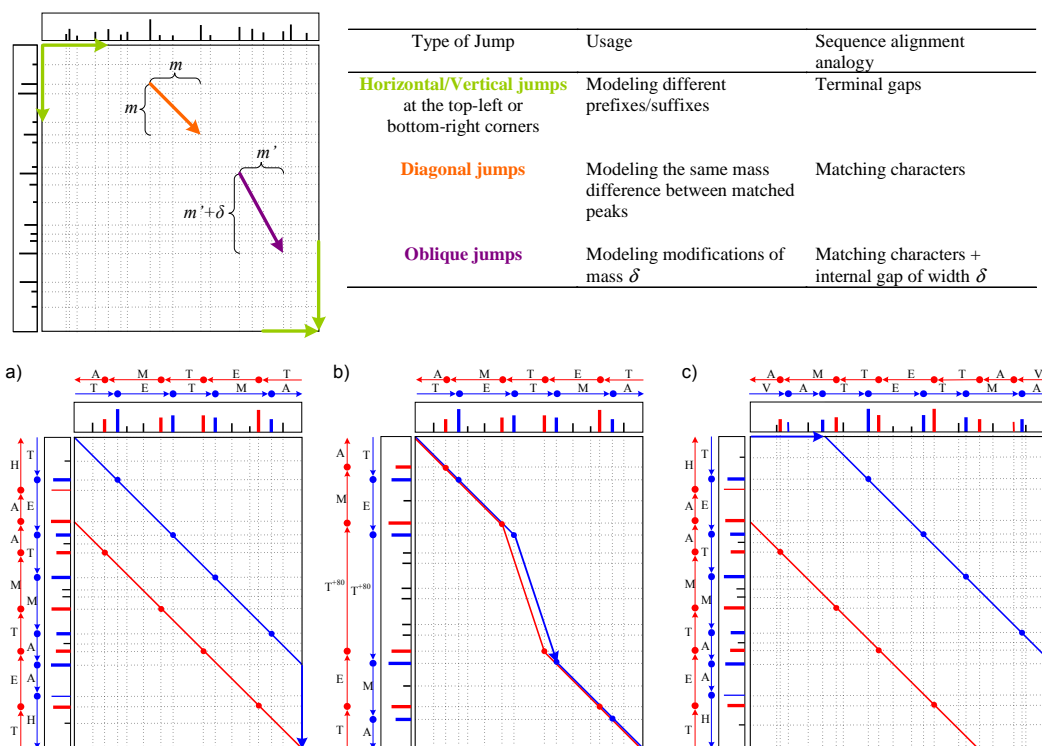 m
m
m'
m'+δ
Type of Jump Usage Sequence alignment
analogy
Horizontal/Vertical jumps Modeling different Terminal gaps
at the top-left or prefixes/suffixes
bottom-right corners
Diagonal jumps Modeling the same mass Matching characters
difference between matched
peaks
Oblique jumps Modeling modifications of Matching characters +
mass δ internal gap of width δ
a)
A M T E T
T E T M A
H A A M T E T
T E T M A A H
b)
A M T E T
T E T M A
A M T+80 E T
T E T+80 M A
c)
A M T E T A V
V A T E T M A
H A A T M T E T
T E T M A A H